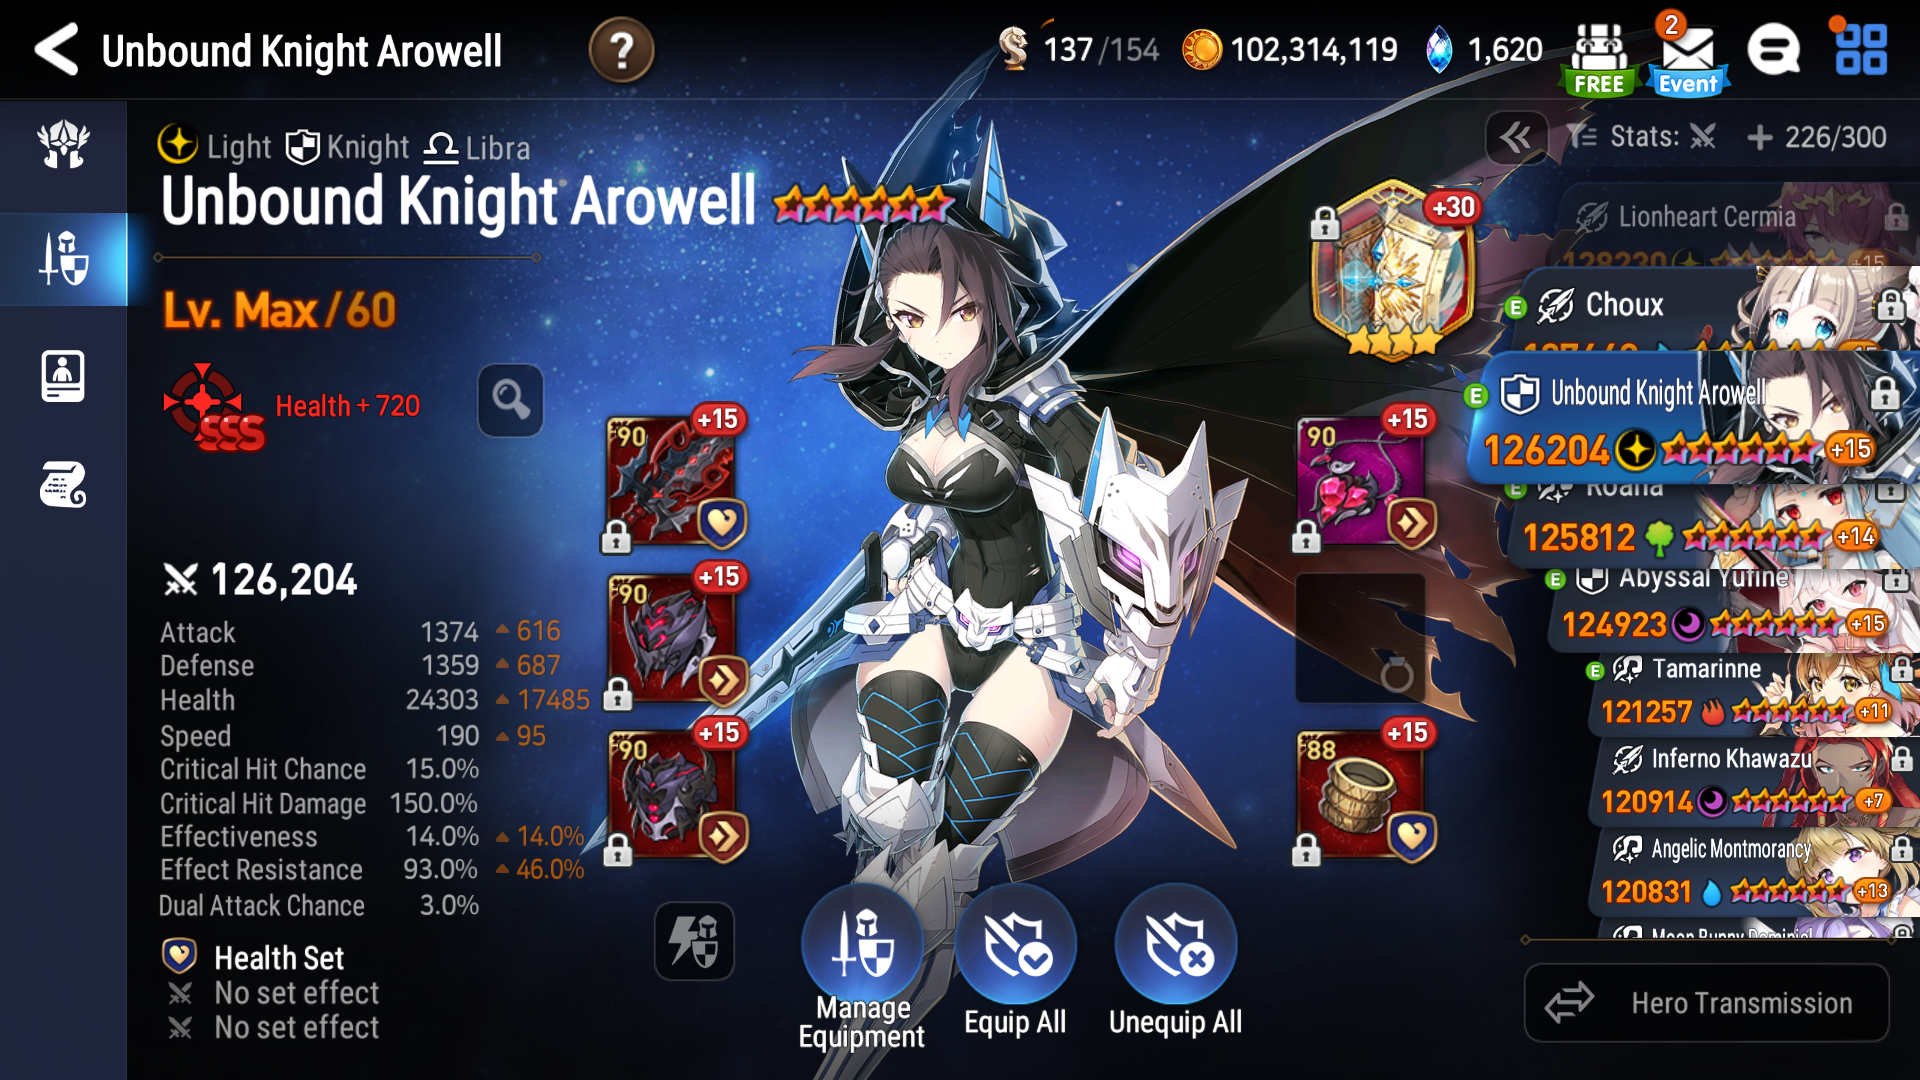 Unbound Knight Arowell
?
137/154
102,314,119
1,620
FREE
2
Event
Light
Knight
Libra
Unbound Knight Arowell
Lv. Max/60
SSS
Health + 720
126,204
Attack 1374 616
Defense 1359 687
Health 24303 17485
Speed 190 95
Critical Hit Chance 15.0%
Critical Hit Damage 150.0%
Effectiveness 14.0% 14.0%
Effect Resistance 93.0% 46.0%
Dual Attack Chance 3.0%
Health Set
No set effect
No set effect
90 +15
90 +15
90 +15
+30
90 +15
88 +15
Manage Equipment
Equip All
Unequip All
Stats:
226/300
Lionheart Cermia
128230 +15
E Choux
E Unbound Knight Arowell
126204 +15
E Roana
125812 +14
E Abyssal Yufine
124923 +15
E Tamarinne
121257 +11
Inferno Khawazu
120914 +7
Angelic Montmorancy
120831 +13
Moon Bunny Dominiel
Hero Transmission